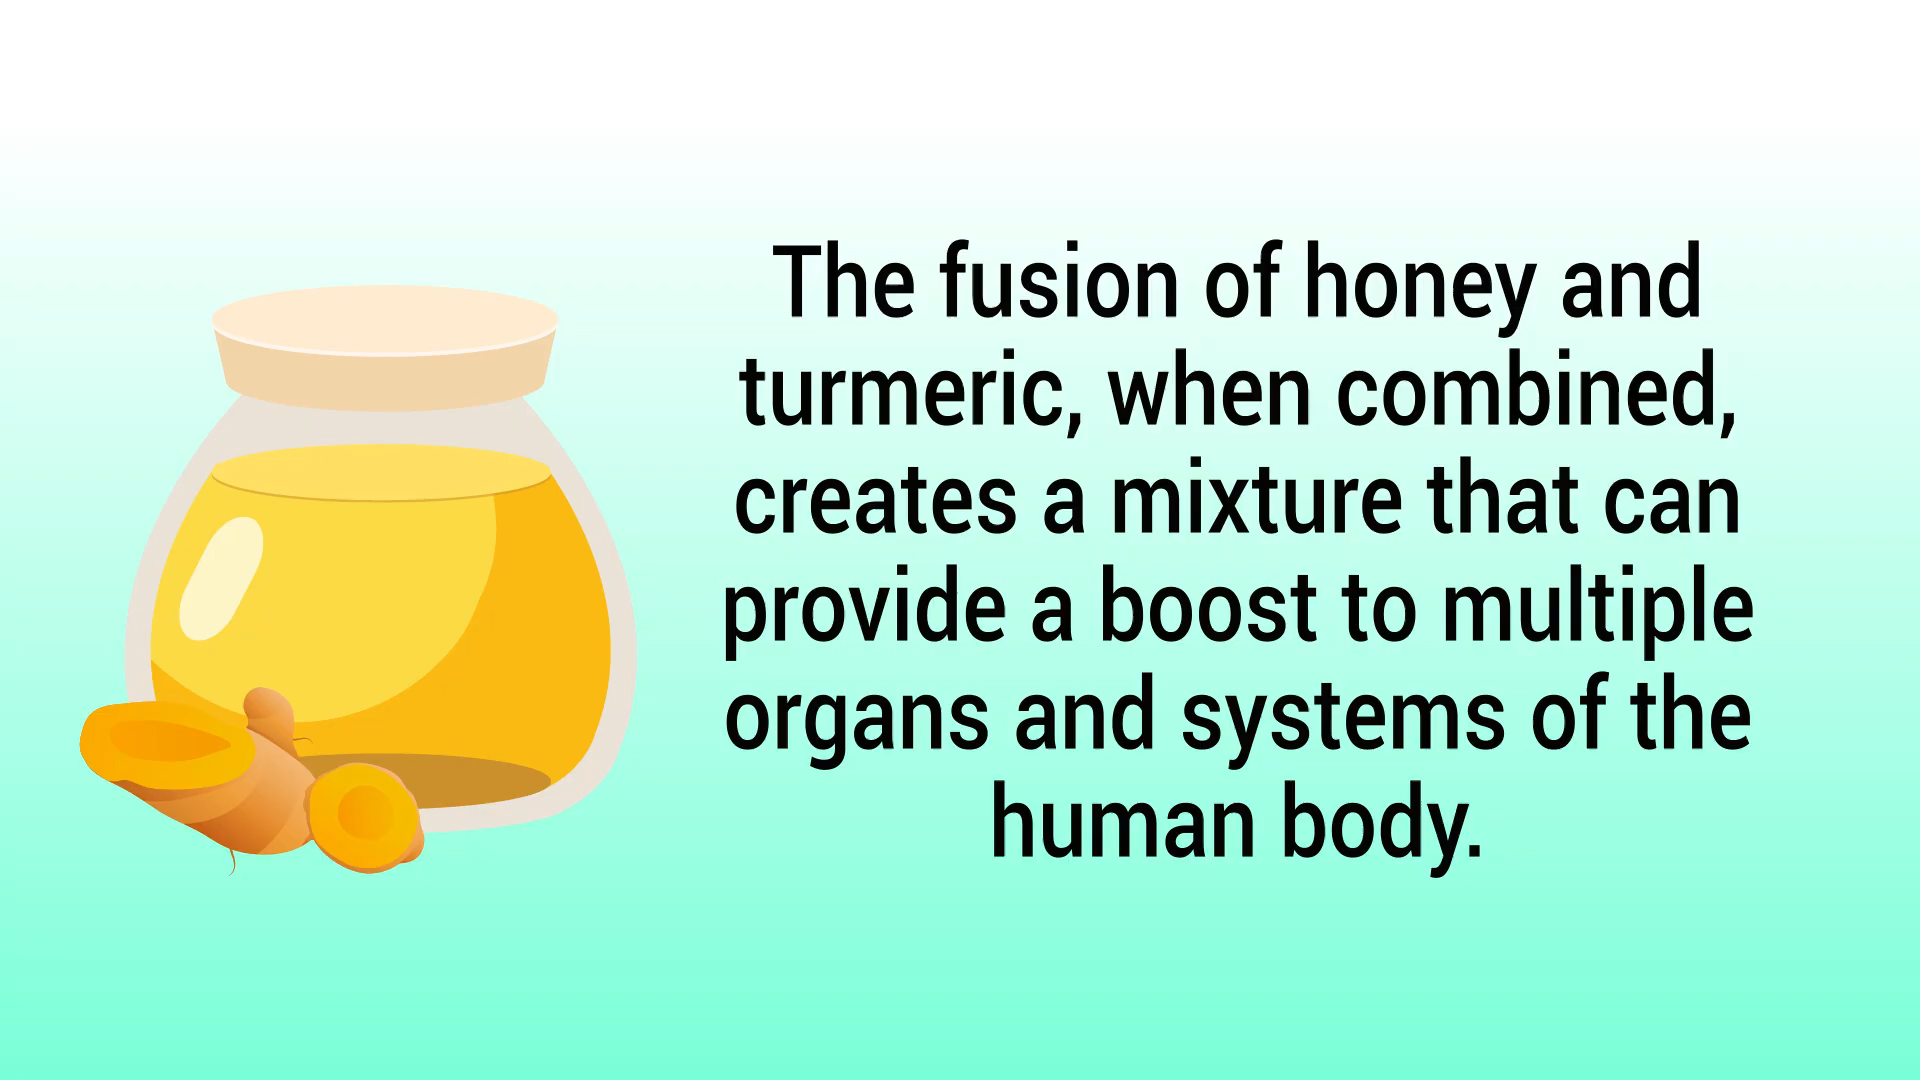 The fusion of honey and
turmeric, when combined,
creates a mixture that can
provide a boost to multiple
organs and systems of the
human body.